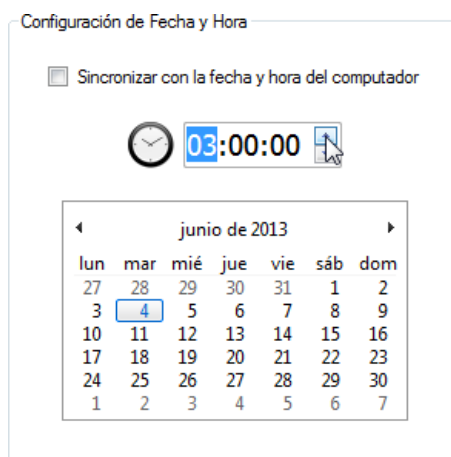 Configuración de Fecha y Hora
Sincronizar con la fecha y hora del computador
03:00:00
junio de 2013
lun mar mié jue vie sáb dom
27 28 29 30 31 1 2
3 4 5 6 7 8 9
10 11 12 13 14 15 16
17 18 19 20 21 22 23
24 25 26 27 28 29 30
1 2 3 4 5 6 7